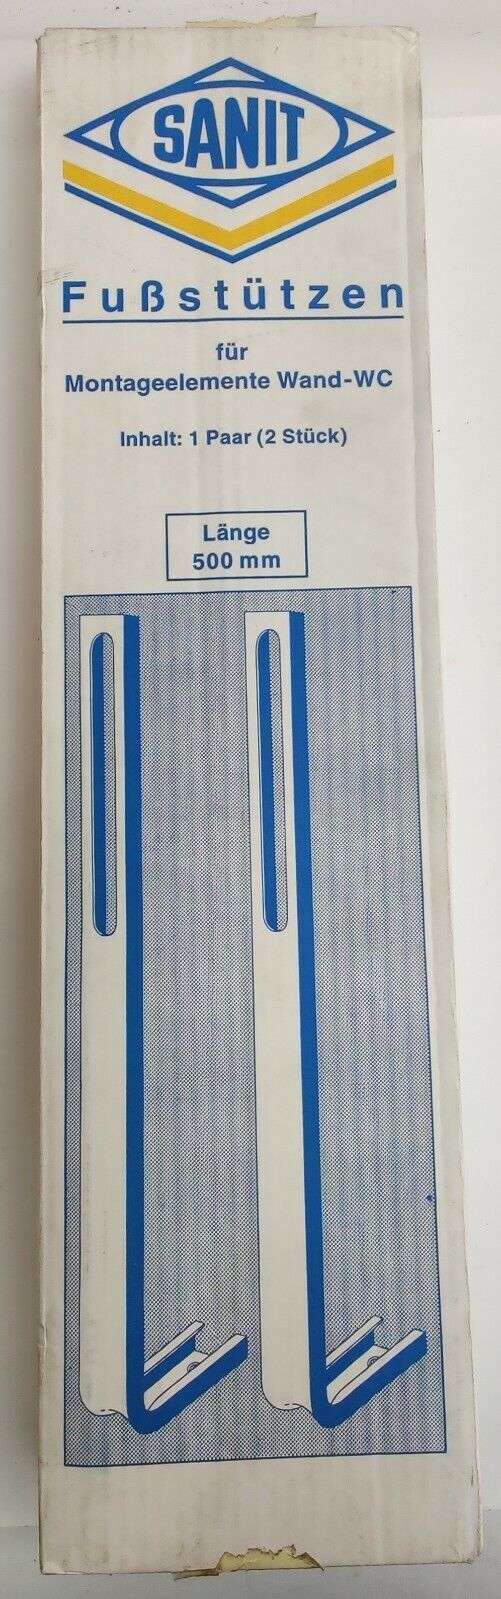 SANIT
Fußstützen
für
Montageelemente Wand-WC
Inhalt: 1 Paar (2 Stück)
Länge
500 mm